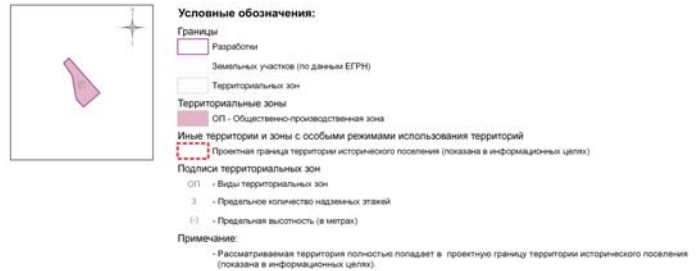 Условные обозначения:
Границы
Разработки
Земельных участков (по данным ЕГРН)
Территориальных зон
Территориальные зоны
ОП - Общественно-производственная зона
Иные территории и зоны с особыми режимами использования территорий
Проектная граница территории исторического поселения (показана в информационных целях)
Подписи территориальных зон
ОП - Виды территориальных зон
3 - Предельное количество надземных этажей
(-) - Предельная высотность (в метрах)
Примечание:
- Рассматриваемая территория полностью попадает в проектную границу территории исторического поселения
(показана в информационных целях).